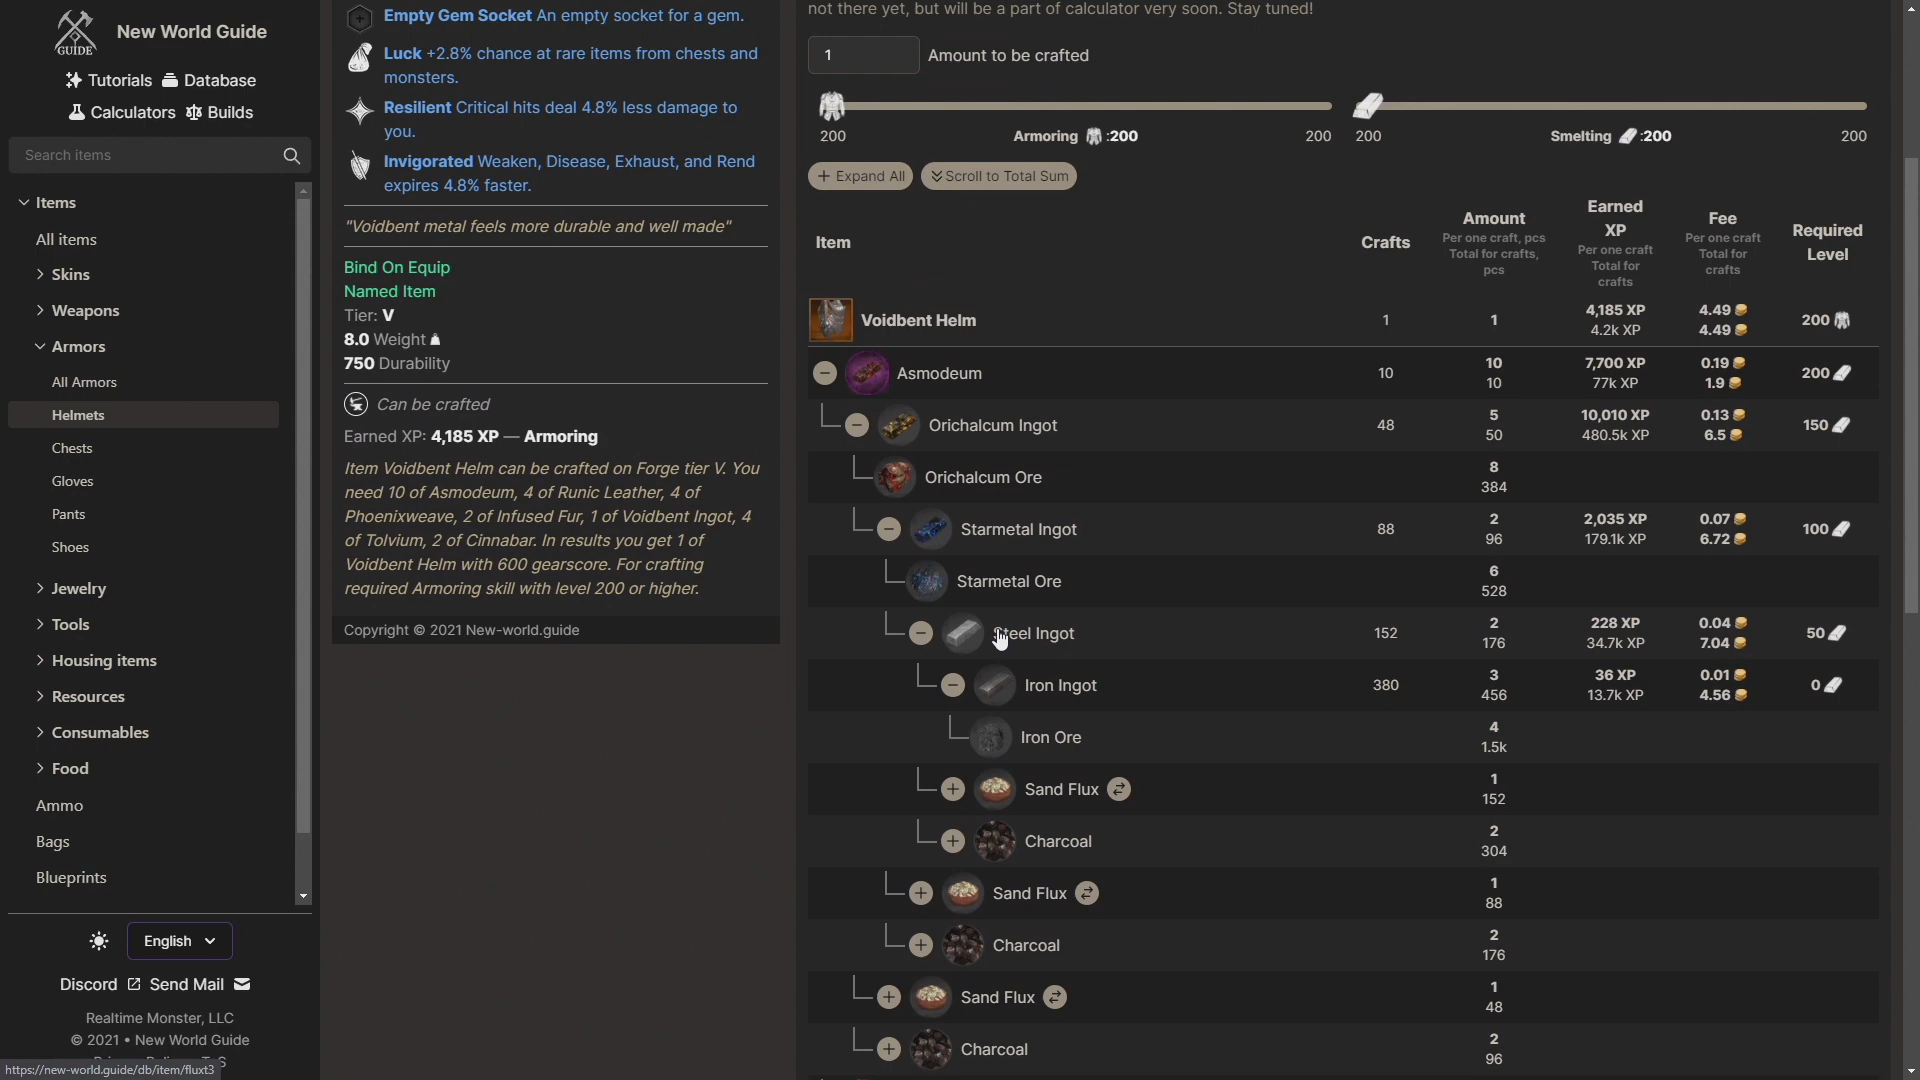 New World Guide
GUIDE
Tutorials Database
Calculators Builds
Search items
Items
All items
Skins
Weapons
Armors
All Armors
Helmets
Chests
Gloves
Pants
Shoes
Jewelry
Tools
Housing items
Resources
Consumables
Food
Ammo
Bags
Blueprints
English
Discord Send Mail
Realtime Monster, LLC
© 2021 • New World Guide
https://new-world.guide/db/item/fluxt3
Empty Gem Socket An empty socket for a gem.
Luck +2.8% chance at rare items from chests and
monsters.
Resilient Critical hits deal 4.8% less damage to
you.
Invigorated Weaken, Disease, Exhaust, and Rend
expires 4.8% faster.
"Voidbent metal feels more durable and well made"
Bind On Equip
Named Item
Tier: V
8.0 Weight
750 Durability
Can be crafted
Earned XP: 4,185 XP — Armoring
Item Voidbent Helm can be crafted on Forge tier V. You
need 10 of Asmodeum, 4 of Runic Leather, 4 of
Phoenixweave, 2 of Infused Fur, 1 of Voidbent Ingot, 4
of Tolvium, 2 of Cinnabar. In results you get 1 of
Voidbent Helm with 600 gearscore. For crafting
required Armoring skill with level 200 or higher.
Copyright © 2021 New-world.guide
not there yet, but will be a part of calculator very soon. Stay tuned!
1 Amount to be crafted
200 Armoring :200 200
200 Smelting :200 200
+ Expand All Scroll to Total Sum
Item
Crafts
Amount
Per one craft, pcs
Total for crafts,
pcs
Earned
XP
Per one craft
Total for
crafts
Fee
Per one craft
Total for
crafts
Required
Level
Voidbent Helm 1 1 4,185 XP 4.49 200
4.2k XP 4.49
Asmodeum 10 10 7,700 XP 0.19 200
10 77k XP 1.9
Orichalcum Ingot 48 5 10,010 XP 0.13 150
50 480.5k XP 6.5
Orichalcum Ore 8
384
Starmetal Ingot 88 2 2,035 XP 0.07 100
96 179.1k XP 6.72
Starmetal Ore 6
528
Steel Ingot 152 2 228 XP 0.04 50
176 34.7k XP 7.04
Iron Ingot 380 3 36 XP 0.01 0
456 13.7k XP 4.56
Iron Ore 4
1.5k
Sand Flux 1
152
Charcoal 2
304
Sand Flux 1
88
Charcoal 2
176
Sand Flux 1
48
Charcoal 2
96